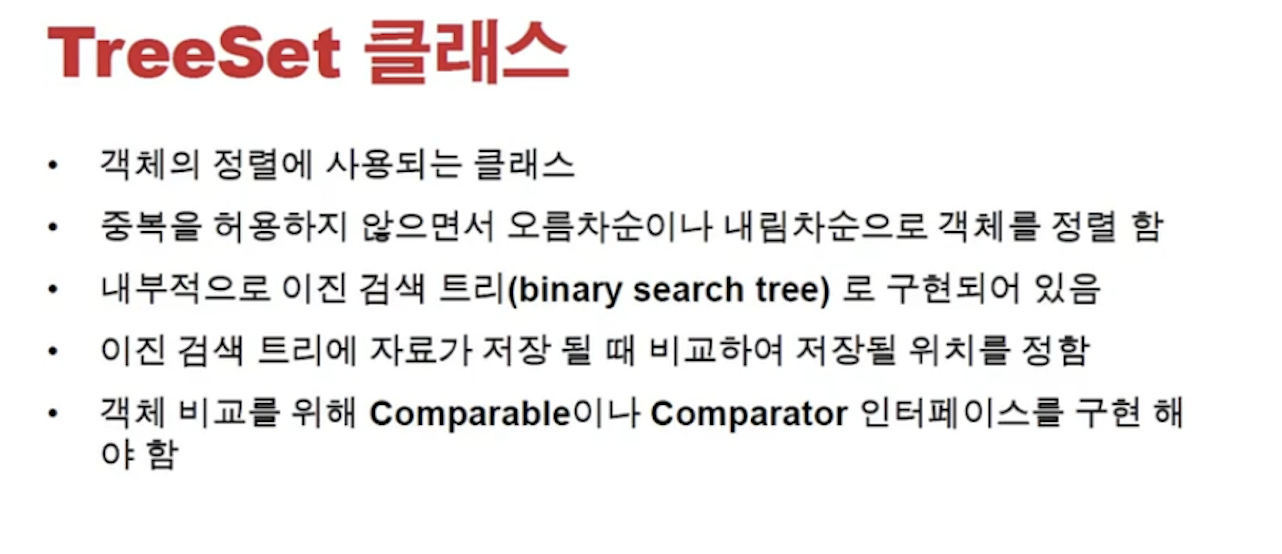 TreeSet 클래스
• 객체의 정렬에 사용되는 클래스
• 중복을 허용하지 않으면서 오름차순이나 내림차순으로 객체를 정렬 함
• 내부적으로 이진 검색 트리(binary search tree) 로 구현되어 있음
• 이진 검색 트리에 자료가 저장 될 때 비교하여 저장될 위치를 정함
• 객체 비교를 위해 Comparable이나 Comparator 인터페이스를 구현 해
야 함